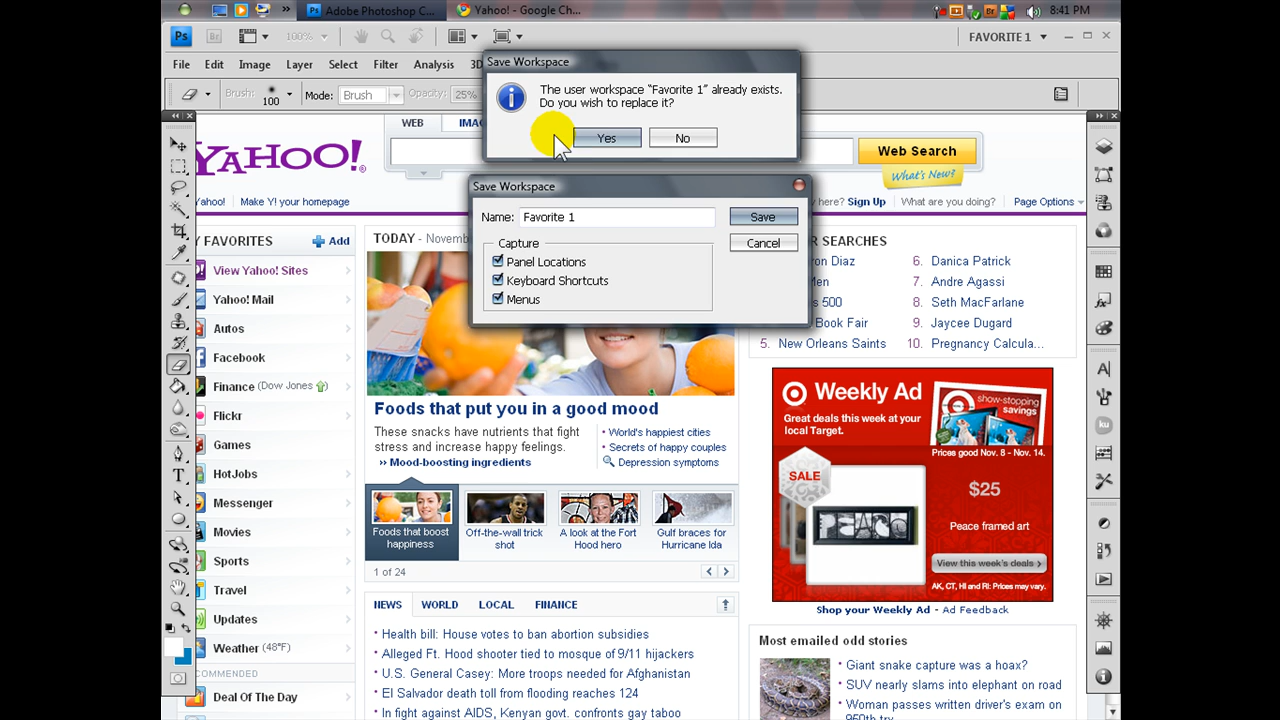 Adobe Photoshop C...
Yahoo! - Google Ch...
8:41 PM
Ps
Br
100%
FAVORITE 1
File Edit Image Layer Select Filter Analysis 3D
Brush:
100
Mode: Brush
Opacity: 25%
Save Workspace
The user workspace "Favorite 1" already exists.
Do you wish to replace it?
Yes No
Save Workspace
Name: Favorite 1
Save
Cancel
Capture
Panel Locations
Keyboard Shortcuts
Menus
WEB
YAHOO!
Web Search
What's New?
Yahoo! Make Y! your homepage
here? Sign Up What are you doing? Page Options
Y FAVORITES Add
View Yahoo! Sites
Yahoo! Mail
Autos
Facebook
Finance (Dow Jones)
Flickr
Games
HotJobs
Messenger
Movies
Sports
Travel
Updates
Weather (48°F)
COMMENDED
Deal Of The Day
TODAY - Novem
Foods that put you in a good mood
These snacks have nutrients that fight
stress and increase happy feelings.
›› Mood-boosting ingredients
• World's happiest cities
• Secrets of happy couples
Depression symptoms
Foods that boost
happiness
Off-the-wall trick
shot
A look at the Fort
Hood hero
Gulf braces for
Hurricane Ida
1 of 24
NEWS WORLD LOCAL FINANCE
• Health bill: House votes to ban abortion subsidies
• Alleged Ft. Hood shooter tied to mosque of 9/11 hijackers
• U.S. General Casey: More troops needed for Afghanistan
• El Salvador death toll from flooding reaches 124
• In fight against AIDS, Kenyan govt. confronts gay taboo
R SEARCHES
ron Diaz
Men
s 500
Book Fair
5. New Orleans Saints
6. Danica Patrick
7. Andre Agassi
8. Seth MacFarlane
9. Jaycee Dugard
10. Pregnancy Calcula...
Weekly Ad
Great deals this week at your
local Target.
show-stopping
savings
Prices good Nov. 8 - Nov. 14.
SALE
PEACE
$25
Peace framed art
View this week's deals ›
AK, CT, HI and RI: Prices may vary.
Shop your Weekly Ad - Ad Feedback
Most emailed odd stories
• Giant snake capture was a hoax?
• SUV nearly slams into elephant on road
• Woman passes written driver's exam on
950th try